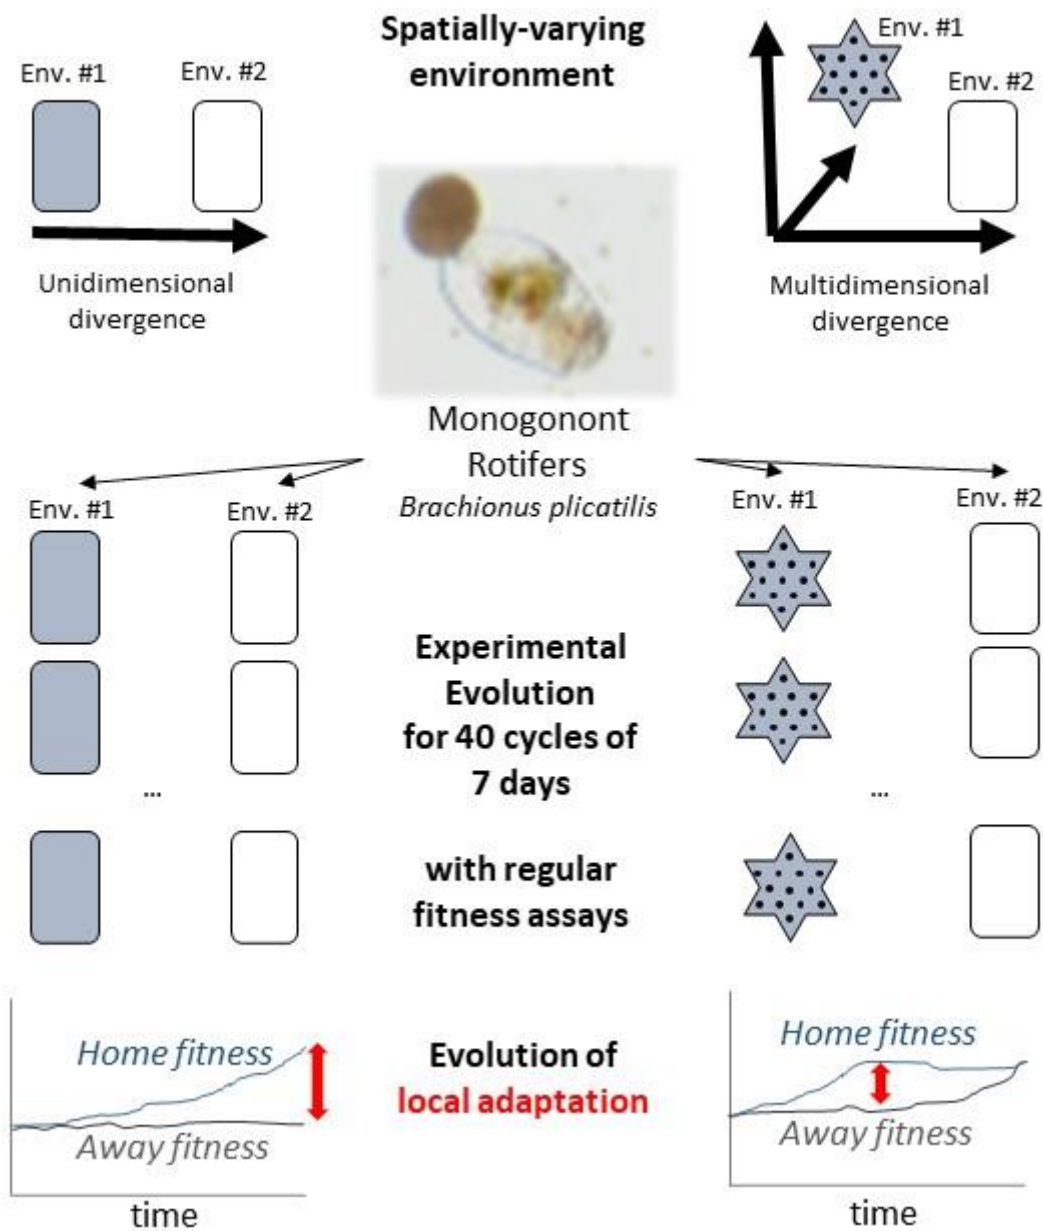 Spatially-varying
environment
Env. #1
Env. #2
Unidimensional
divergence
Env. #1
Env. #2
Multidimensional
divergence
Monogonont
Rotifers
Brachionus plicatilis
Env. #1
Env. #2
Env. #1
Env. #2
Experimental
Evolution
for 40 cycles of
7 days
...
...
with regular
fitness assays
Home fitness
Away fitness
time
Evolution of
local adaptation
Home fitness
Away fitness
time